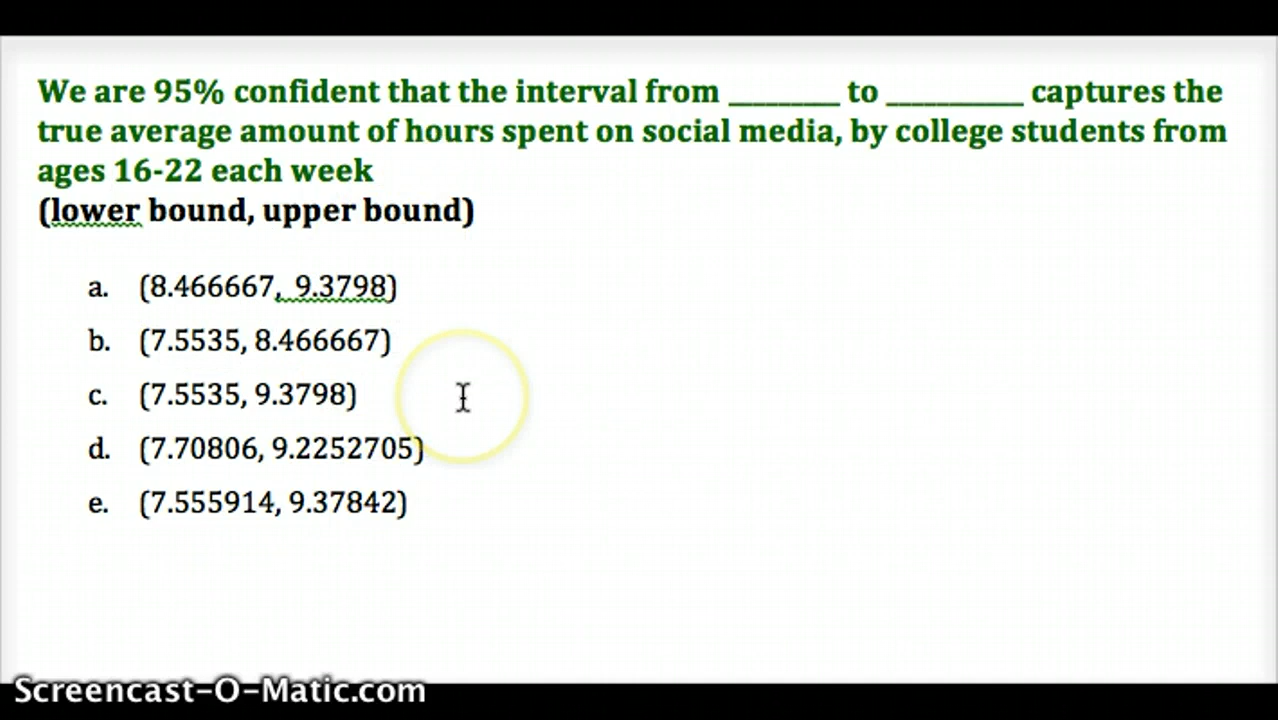 We are 95% confident that the interval from ________ to __________ captures the
true average amount of hours spent on social media, by college students from
ages 16-22 each week
(lower bound, upper bound)
a. (8.466667, 9.3798)
b. (7.5535, 8.466667)
c. (7.5535, 9.3798)
d. (7.70806, 9.2252705)
e. (7.555914, 9.37842)
Screencast-O-Matic.com